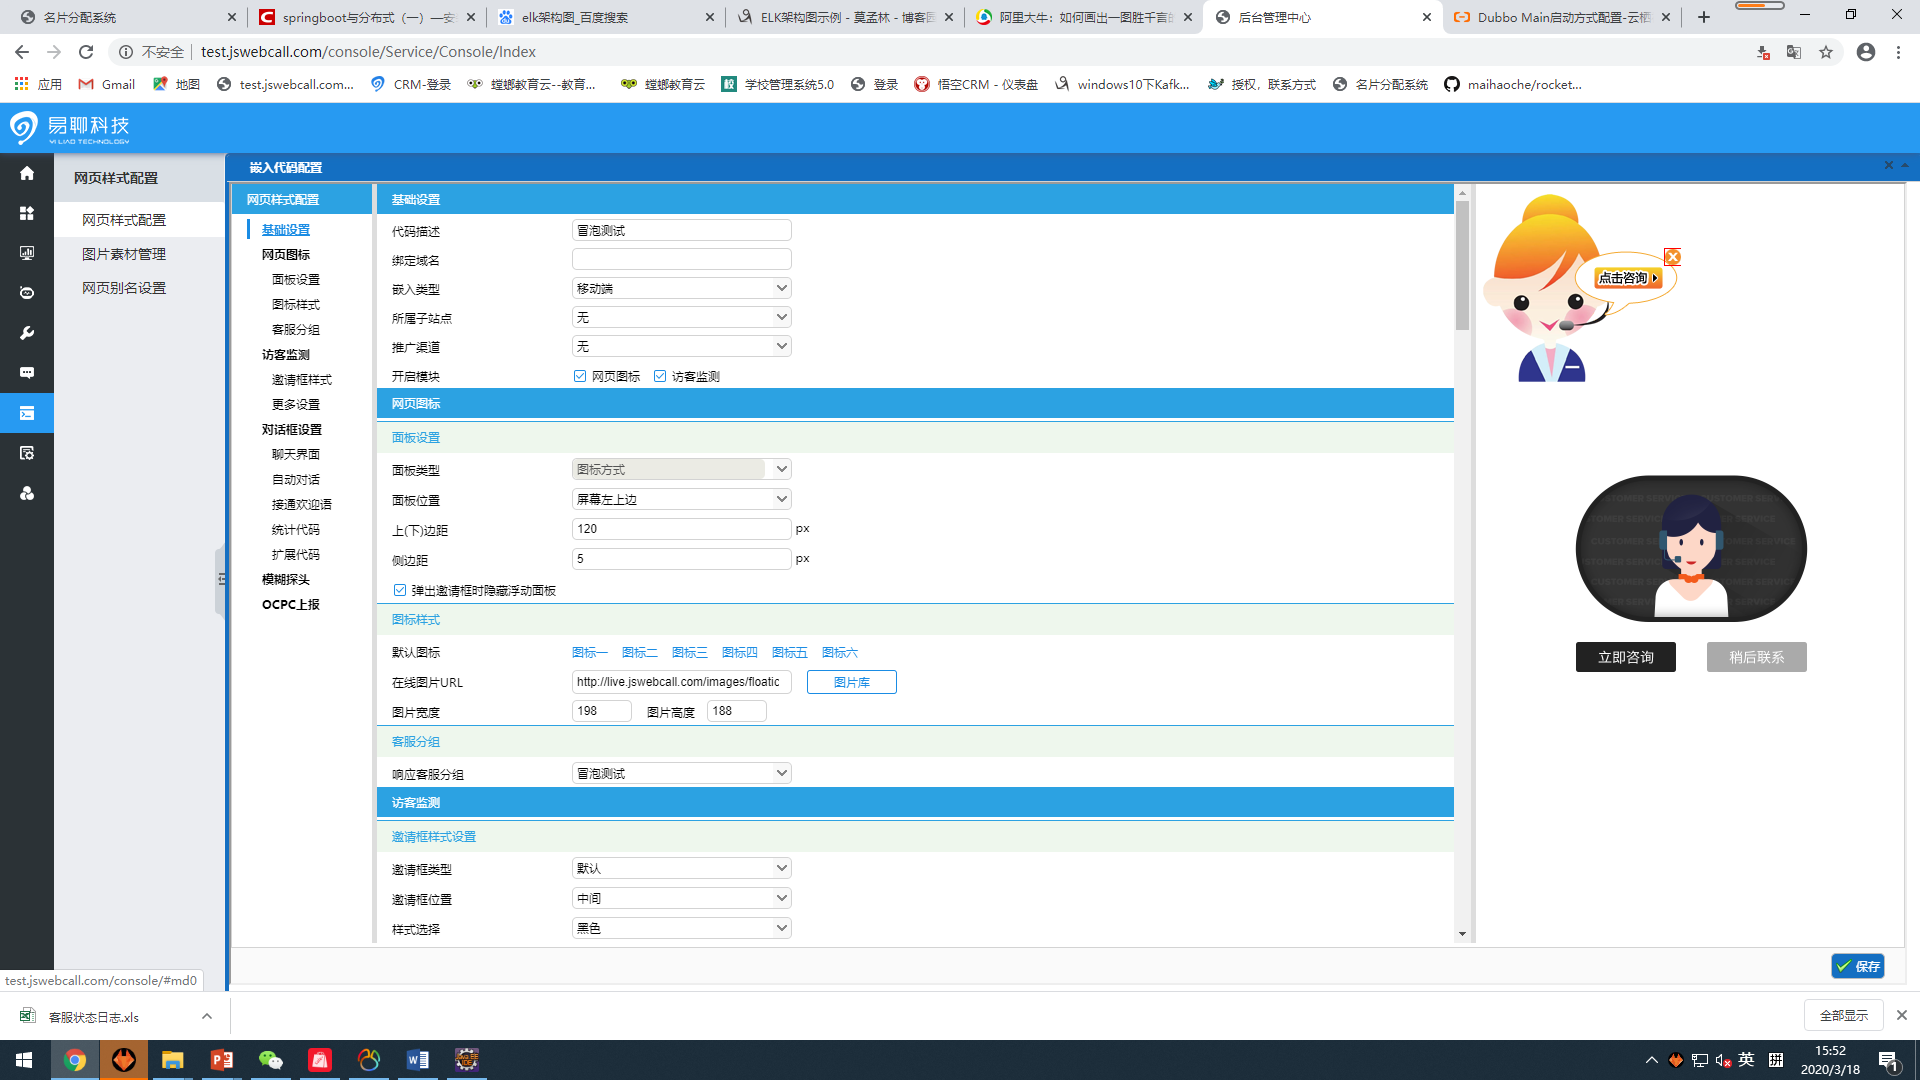 名片分配系统
springboot与分布式（一）—安
elk架构图_百度搜索
ELK架构图示例 - 莫孟林 - 博客园
阿里大牛：如何画出一图胜千言的
后台管理中心
Dubbo Main启动方式配置-云栖
不安全
test.jswebcall.com/console/Service/Console/Index
应用
Gmail
地图
test.jswebcall.com...
CRM-登录
螳螂教育云--教育...
螳螂教育云
学校管理系统5.0
登录
悟空CRM - 仪表盘
windows10下Kafk...
授权，联系方式
名片分配系统
maihaoche/rocket...
易聊科技
YI LIAO TECHNOLOGY
网页样式配置
网页样式配置
图片素材管理
网页别名设置
嵌入代码配置
网页样式配置
基础设置
网页图标
面板设置
图标样式
客服分组
访客监测
邀请框样式
更多设置
对话框设置
聊天界面
自动对话
接通欢迎语
统计代码
扩展代码
模糊探头
OCPC上报
基础设置
代码描述 冒泡测试
绑定域名
嵌入类型 移动端
所属子站点 无
推广渠道 无
开启模块 网页图标 访客监测
网页图标
面板设置
面板类型 图标方式
面板位置 屏幕左上边
上(下)边距 120 px
侧边距 5 px
弹出邀请框时隐藏浮动面板
图标样式
默认图标 图标一 图标二 图标三 图标四 图标五 图标六
在线图片URL http://live.jswebcall.com/images/floatic 图片库
图片宽度 198 图片高度 188
客服分组
响应客服分组 冒泡测试
访客监测
邀请框样式设置
邀请框类型 默认
邀请框位置 中间
样式选择 黑色
点击咨询
CUSTOMER SERVICE
立即咨询 稍后联系
保存
test.jswebcall.com/console/#md0
客服状态日志.xls
全部显示
英
拼
15:52
2020/3/18
1